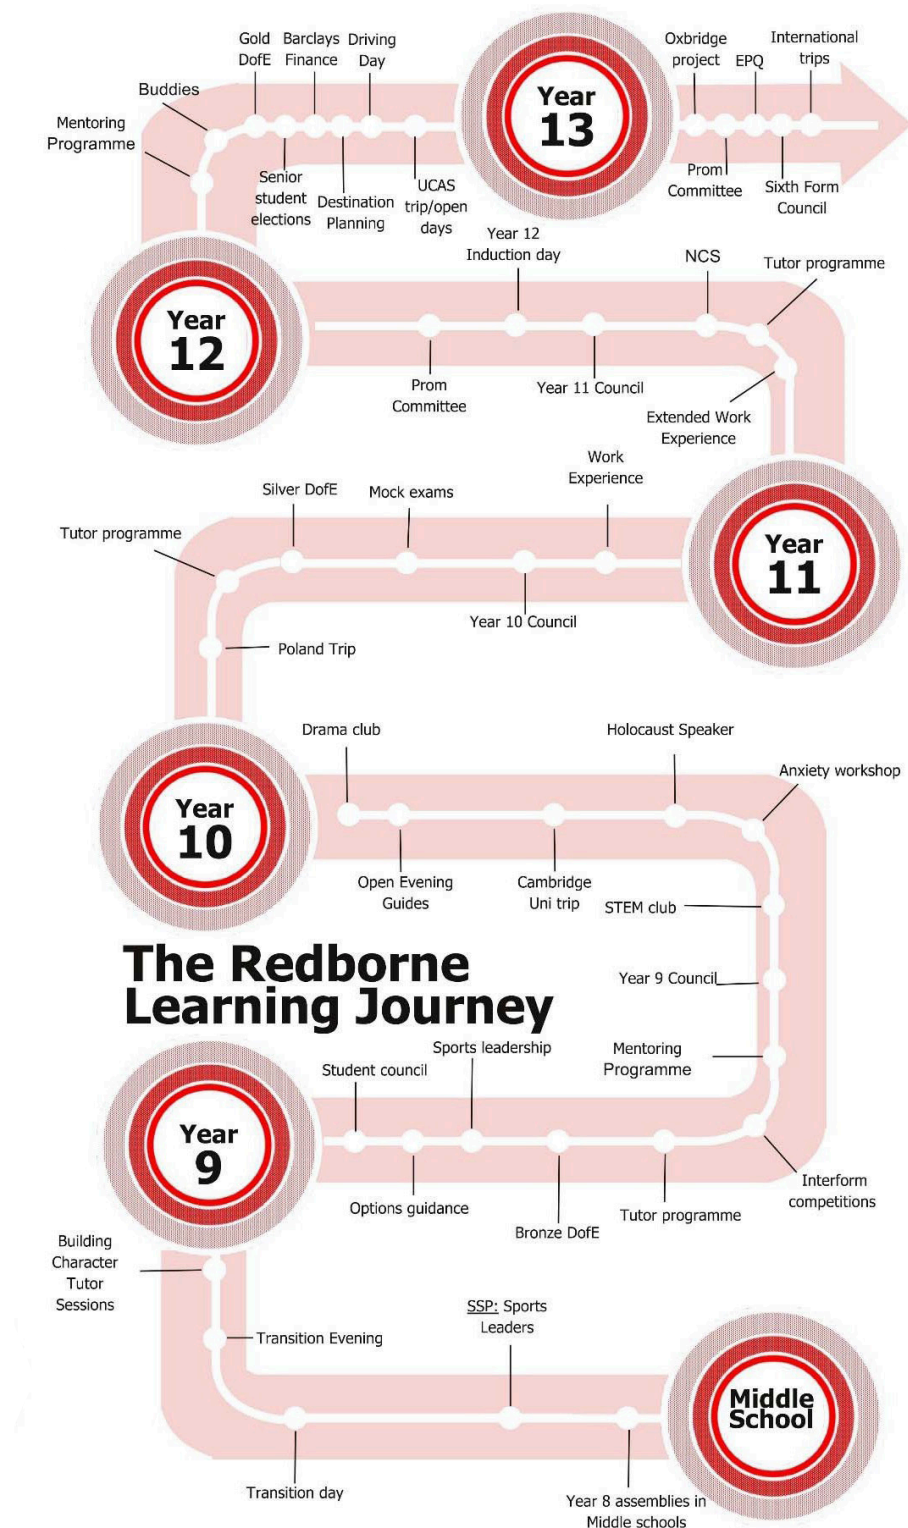 Gold
DofE
Barclays
Finance
Driving
Day
Buddies
Mentoring
Programme
Senior
student
elections
Destination
Planning
UCAS
trip/open
days
Year
13
Oxbridge
project
EPQ
International
trips
Prom
Committee
Sixth Form
Council
Year
12
Year 12
Induction day
NCS
Tutor programme
Prom
Committee
Year 11 Council
Extended Work
Experience
Work
Experience
Silver DofE
Mock exams
Tutor programme
Year
11
Year 10 Council
Poland Trip
Drama club
Holocaust Speaker
Anxiety workshop
Year
10
Open Evening
Guides
Cambridge
Uni trip
STEM club
Year 9 Council
The Redborne
Learning Journey
Sports leadership
Mentoring
Programme
Student council
Year
9
Options guidance
Bronze DofE
Tutor programme
Interform
competitions
Building
Character
Tutor
Sessions
Transition Evening
SSP: Sports
Leaders
Middle
School
Transition day
Year 8 assemblies in
Middle schools